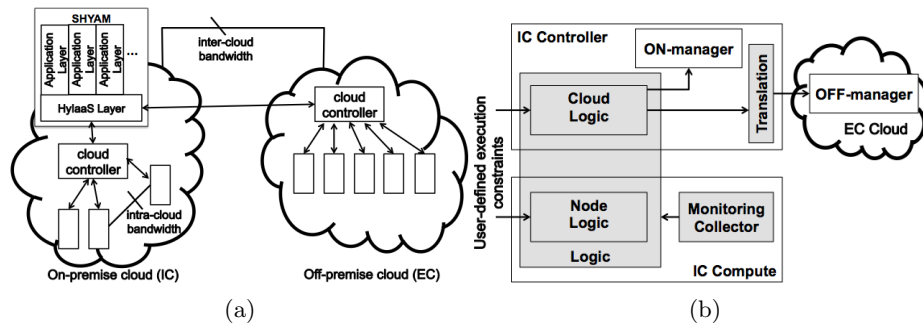 SHYAM
Application
Layer
Application
Layer
Application
Layer
...
HyIaaS Layer
inter-cloud
bandwidth
cloud
controller
cloud
controller
intra-cloud
bandwidth
On-premise cloud (IC)
Off-premise cloud (EC)
(a)
User-defined execution
constraints
IC Controller
ON-manager
Cloud
Logic
Translation
OFF-manager
EC Cloud
Node
Logic
Logic
Monitoring
Collector
IC Compute
(b)